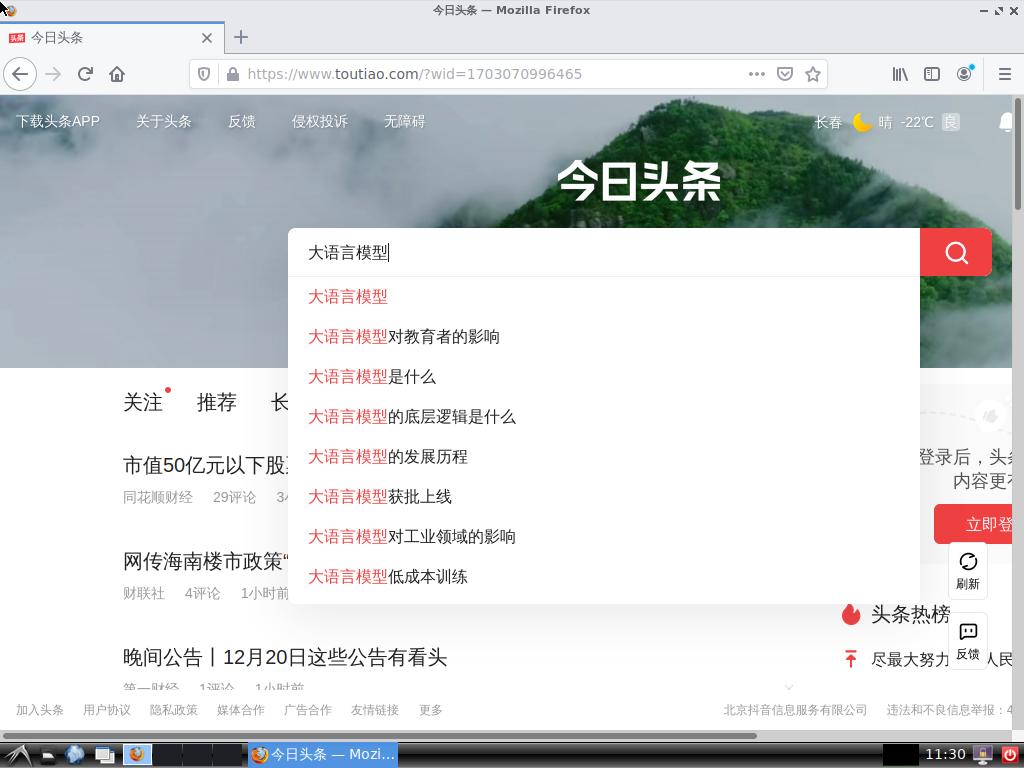 今日头条 — Mozilla Firefox
今日头条
https://www.toutiao.com/?wid=1703070996465
下载头条APP 关于头条 反馈 侵权投诉 无障碍 长春 晴 -22℃ 良
今日头条
大语言模型
大语言模型
大语言模型对教育者的影响
大语言模型是什么
大语言模型的底层逻辑是什么
大语言模型的发展历程
大语言模型获批上线
大语言模型对工业领域的影响
大语言模型低成本训练
关注 推荐 长
市值50亿元以下股
同花顺财经 29评论 3
网传海南楼市政策“
财联社 4评论 1小时前
晚间公告丨12月20日这些公告有看头
第一财经 1评论 1小时前
登录后，头条
内容更
立即登
刷新
头条热榜
反馈
尽最大努力 人民
加入头条 用户协议 隐私政策 媒体合作 广告合作 友情链接 更多 北京抖音信息服务有限公司 违法和不良信息举报：4
今日头条 — Mozi... 11:30